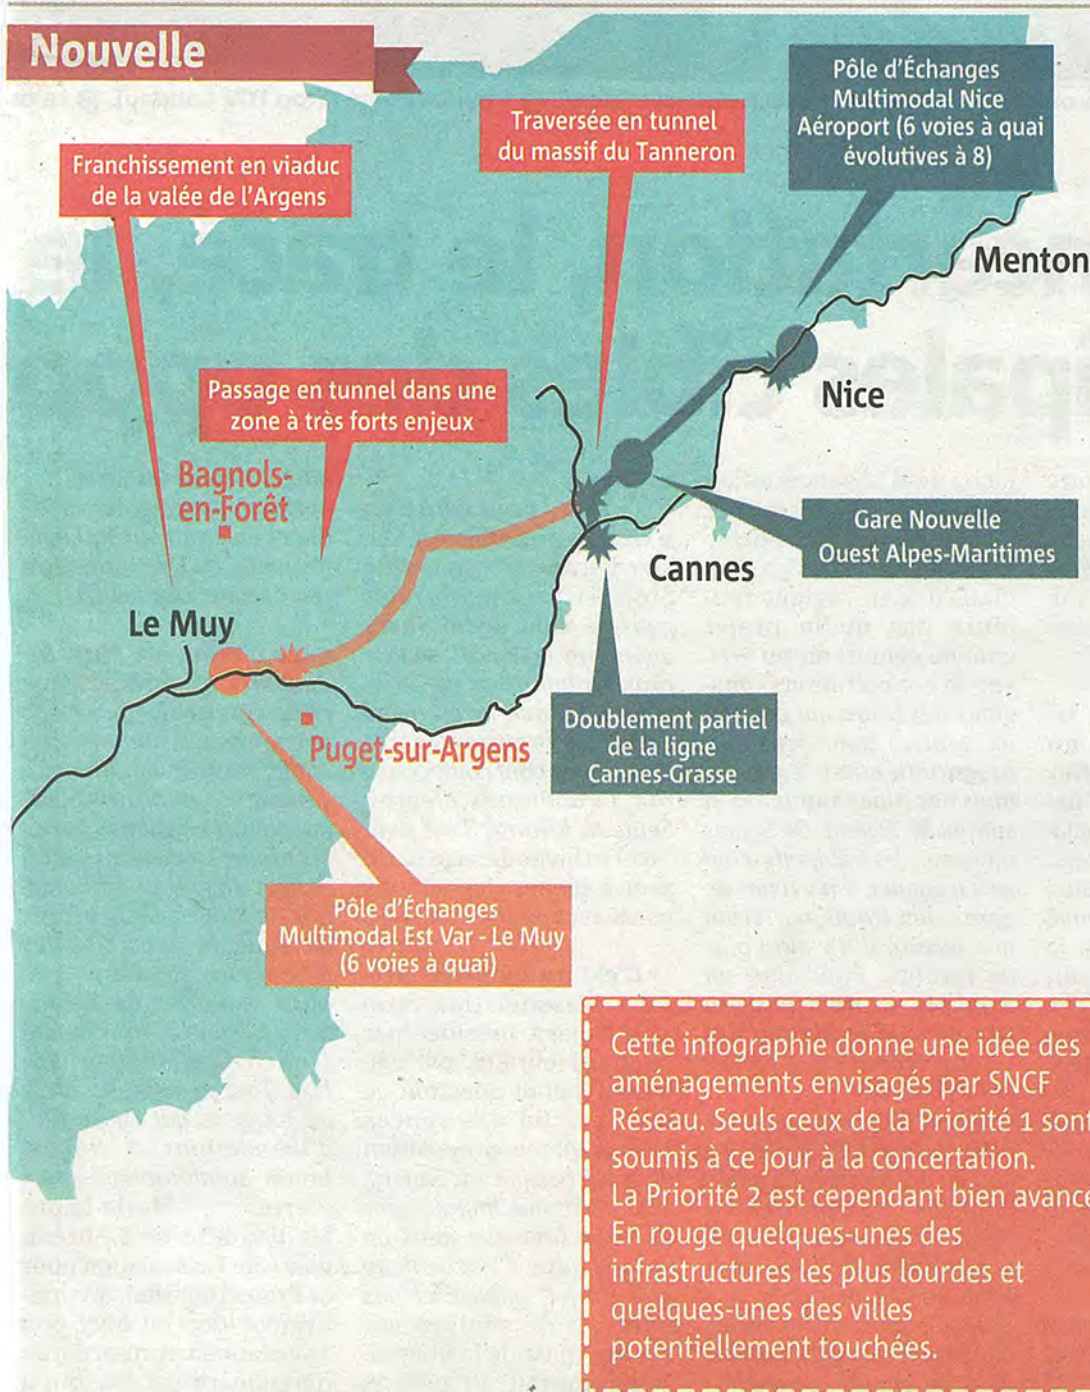 Nouvelle
Pôle d'Échanges
Multimodal Nice
Aéroport (6 voies à quai
évolutives à 8)
Traversée en tunnel
du massif du Tanneron
Franchissement en viaduc
de la valée de l'Argens
Menton
Passage en tunnel dans une
zone à très forts enjeux
Nice
Bagnols-
en-Forêt
Gare Nouvelle
Ouest Alpes-Maritimes
Cannes
Le Muy
Doublement partiel
de la ligne
Cannes-Grasse
Puget-sur-Argens
Pôle d'Échanges
Multimodal Est Var - Le Muy
(6 voies à quai)
Cette infographie donne une idée des
aménagements envisagés par SNCF
Réseau. Seuls ceux de la Priorité 1 sont
soumis à ce jour à la concertation.
La Priorité 2 est cependant bien avancé
En rouge quelques-unes des
infrastructures les plus lourdes et
quelques-unes des villes
potentiellement touchées.